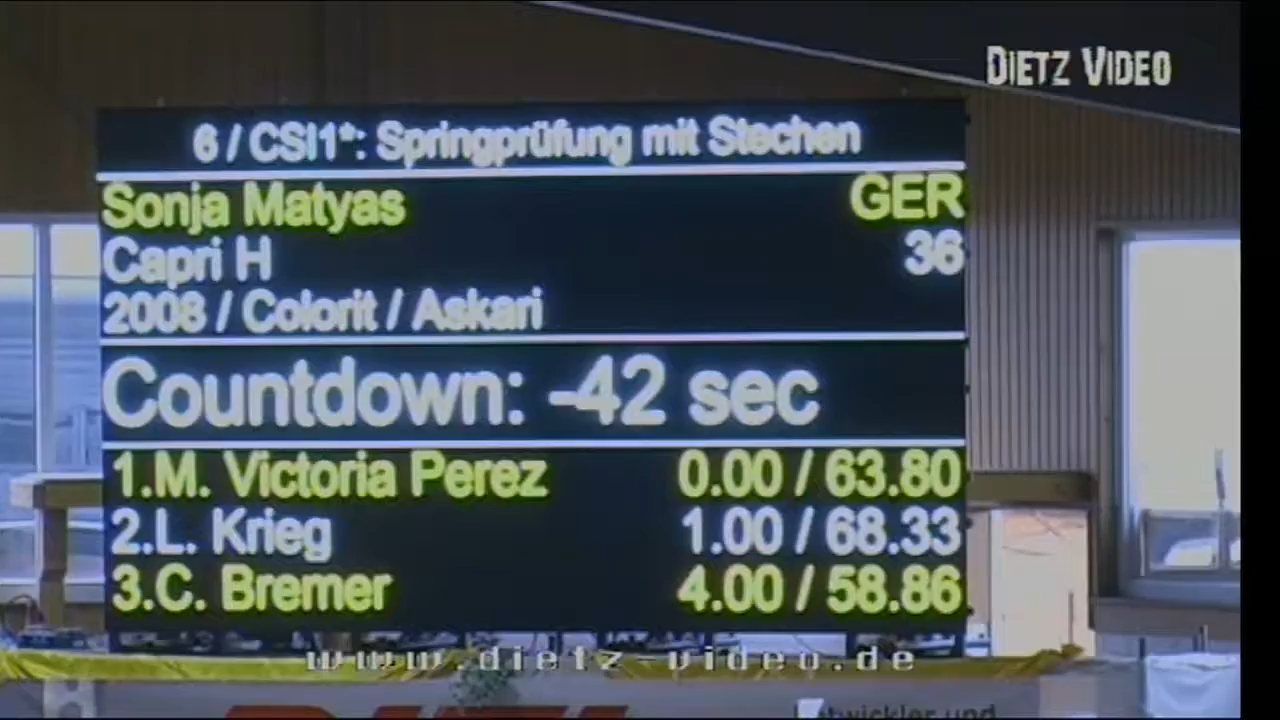 DIETZ VIDEO
6 / CSI1*: Springprüfung mit Stechen
Sonja Matyas GER
Capri H 36
2008 / Colorit / Askari
Countdown: -42 sec
1.M. Victoria Perez 0.00 / 63.80
2.L. Krieg 1.00 / 68.33
3.C. Bremer 4.00 / 58.86
www.dietz-video.de
und